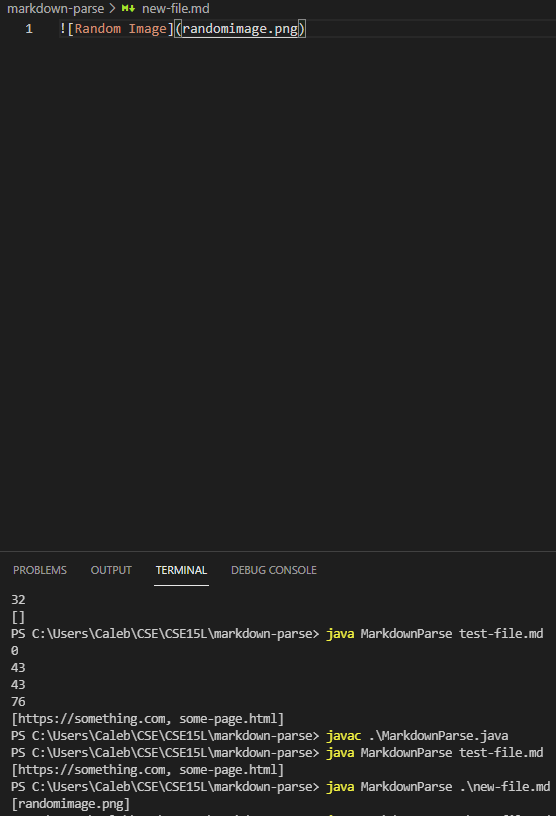 markdown-parse > new-file.md
1 ![Random Image](randomimage.png)
PROBLEMS OUTPUT TERMINAL DEBUG CONSOLE
32
[]
PS C:\Users\Caleb\CSE\CSE15L\markdown-parse> java MarkdownParse test-file.md
0
43
43
76
[https://something.com, some-page.html]
PS C:\Users\Caleb\CSE\CSE15L\markdown-parse> javac .\MarkdownParse.java
PS C:\Users\Caleb\CSE\CSE15L\markdown-parse> java MarkdownParse test-file.md
[https://something.com, some-page.html]
PS C:\Users\Caleb\CSE\CSE15L\markdown-parse> java MarkdownParse .\new-file.md
[randomimage.png]